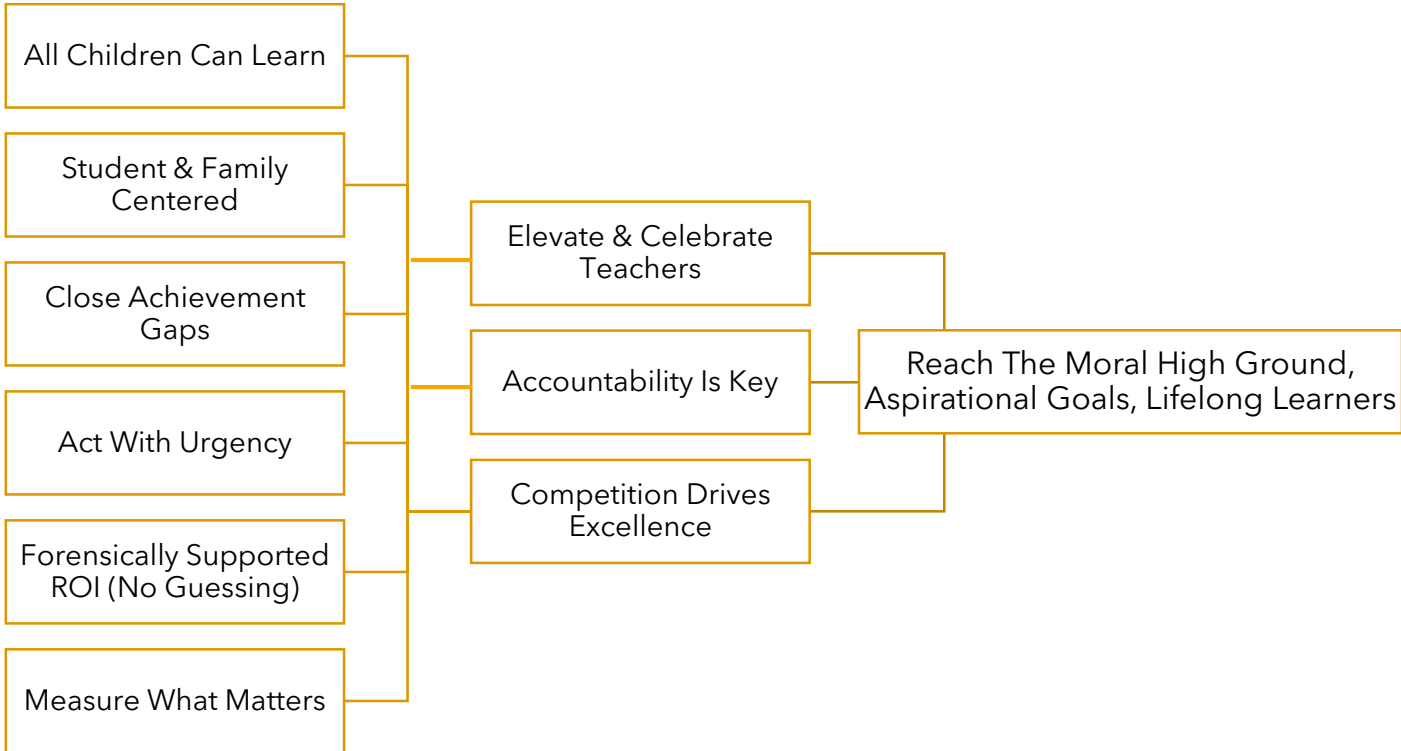 All Children Can Learn
Student & Family
Centered
Close Achievement
Gaps
Act With Urgency
Forensically Supported
ROI (No Guessing)
Measure What Matters
Elevate & Celebrate
Teachers
Accountability Is Key
Competition Drives
Excellence
Reach The Moral High Ground,
Aspirational Goals, Lifelong Learners